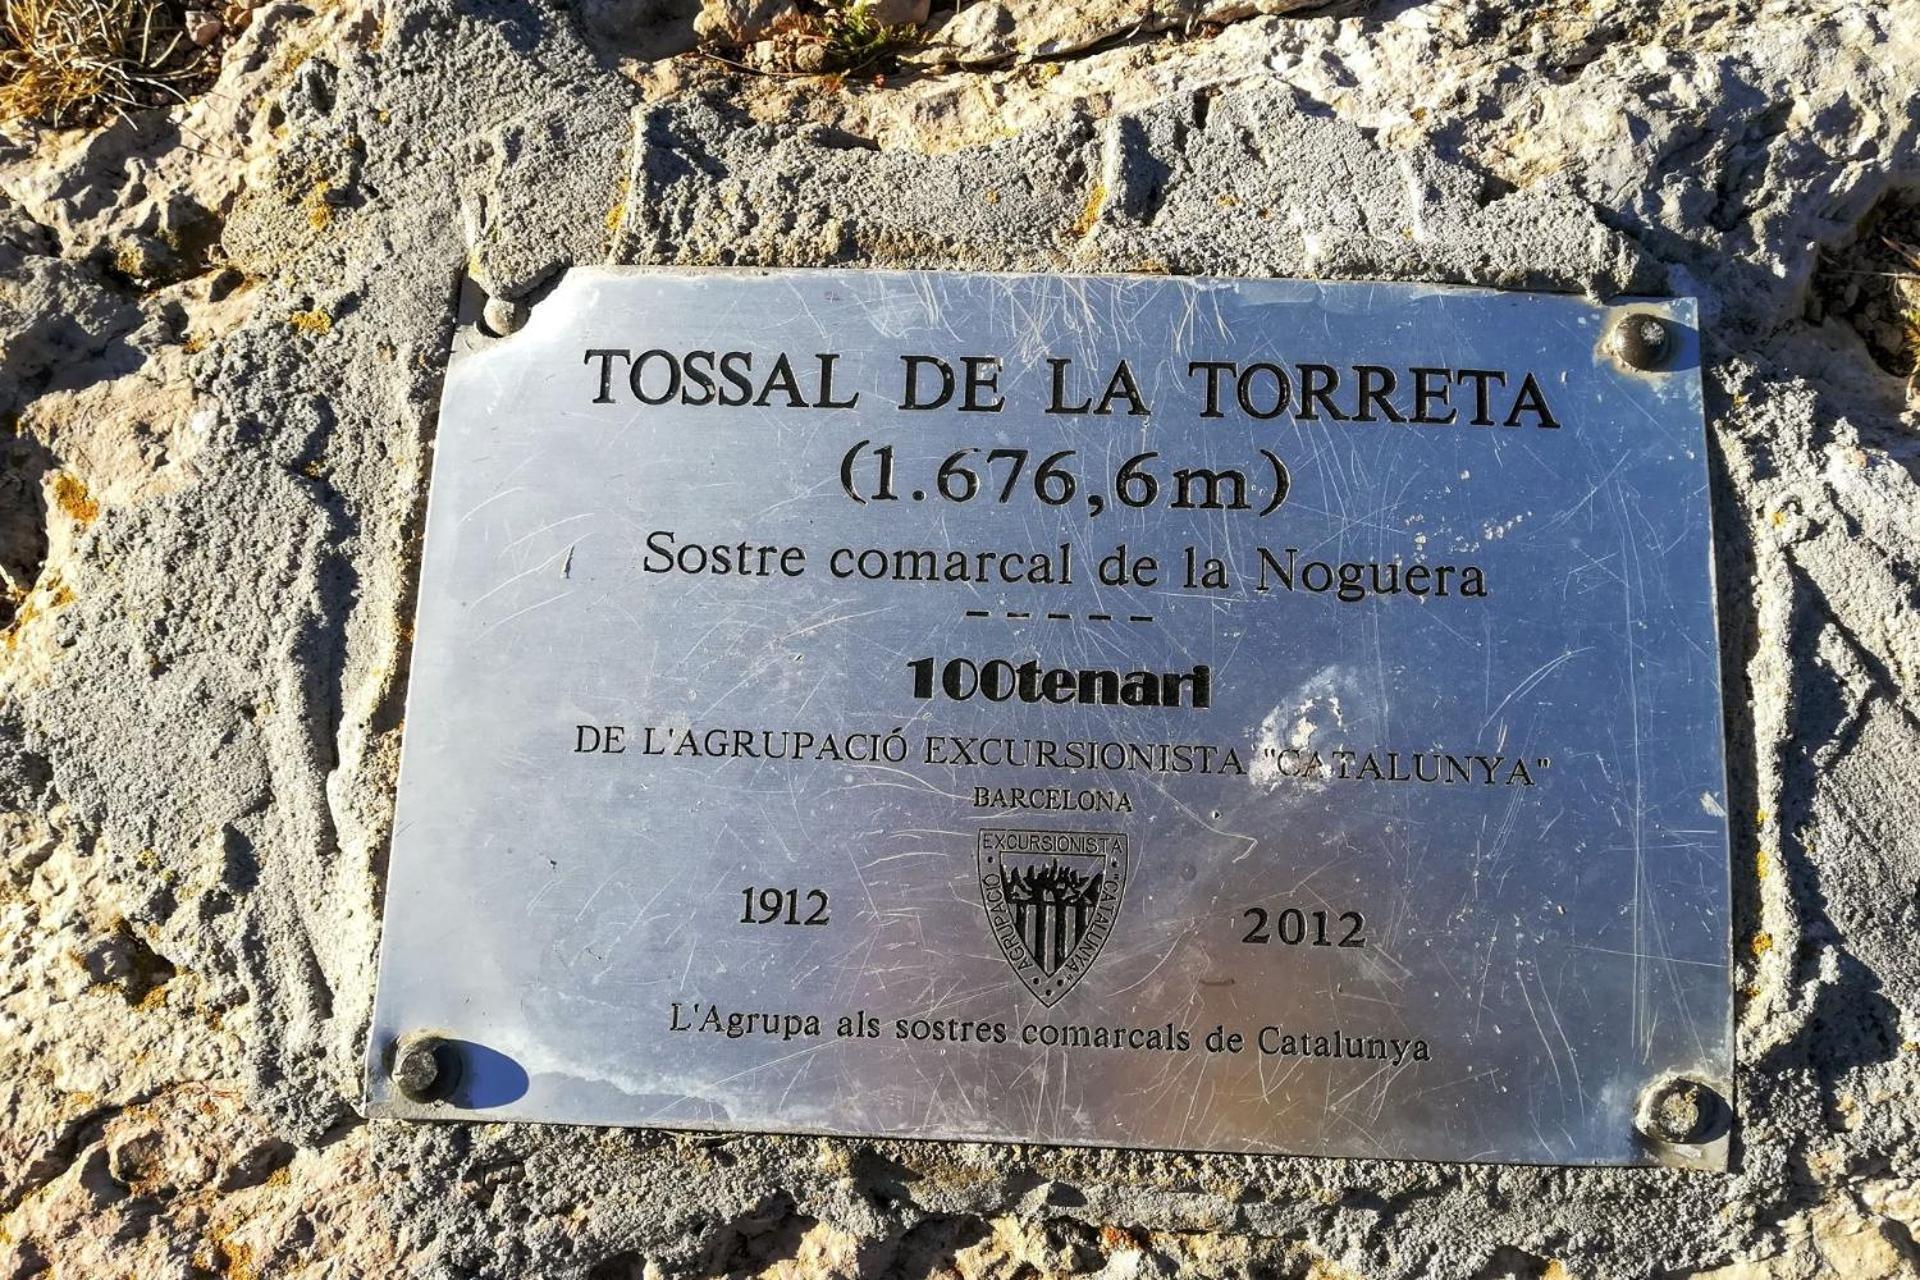 TOSSAL DE LA TORRETA
(1.676,6m)
Sostre comarcal de la Noguera
-----
100tenari
DE L'AGRUPACIÓ EXCURSIONISTA "CATALUNYA"
BARCELONA
EXCURSIONISTA
AGRUPACIÓ
"CATALUNYA"
1912
2012
L'Agrupa als sostres comarcals de Catalunya